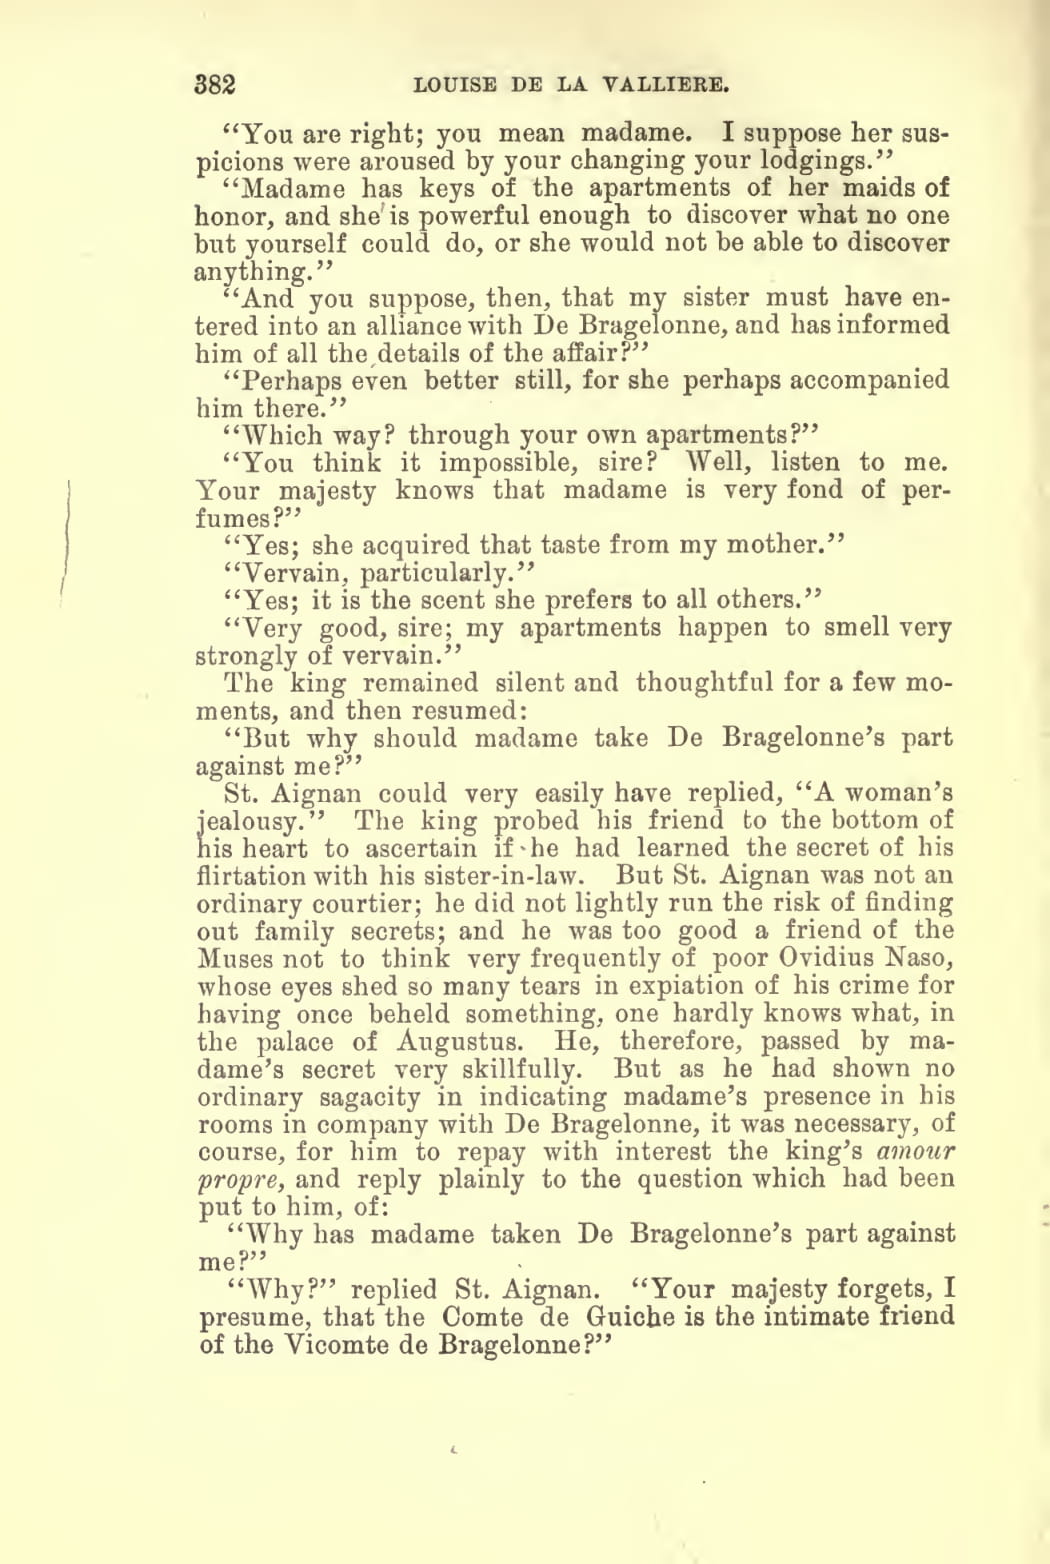 382 LOUISE DE LA VALLIERE.
“You are right; you mean madame. I suppose her sus-
picions were aroused by your changing your lodgings.”
“Madame has keys of the apartments of her maids of
honor, and she is powerful enough to discover what no one
but yourself could do, or she would not be able to discover
anything.”
“And you suppose, then, that my sister must have en-
tered into an alliance with De Bragelonne, and has informed
him of all the details of the affair?”
“Perhaps even better still, for she perhaps accompanied
him there.”
“Which way? through your own apartments?”
“You think it impossible, sire? Well, listen to me.
Your majesty knows that madame is very fond of per-
fumes?”
“Yes; she acquired that taste from my mother.”
“Vervain, particularly.”
“Yes; it is the scent she prefers to all others.”
“Very good, sire; my apartments happen to smell very
strongly of vervain.”
The king remained silent and thoughtful for a few mo-
ments, and then resumed:
“But why should madame take De Bragelonne’s part
against me?”
St. Aignan could very easily have replied, “A woman’s
jealousy.” The king probed his friend to the bottom of
his heart to ascertain if he had learned the secret of his
flirtation with his sister-in-law. But St. Aignan was not an
ordinary courtier; he did not lightly run the risk of finding
out family secrets; and he was too good a friend of the
Muses not to think very frequently of poor Ovidius Naso,
whose eyes shed so many tears in expiation of his crime for
having once beheld something, one hardly knows what, in
the palace of Augustus. He, therefore, passed by ma-
dame’s secret very skillfully. But as he had shown no
ordinary sagacity in indicating madame’s presence in his
rooms in company with De Bragelonne, it was necessary, of
course, for him to repay with interest the king’s amour
propre, and reply plainly to the question which had been
put to him, of:
“Why has madame taken De Bragelonne’s part against
me?”
“Why?” replied St. Aignan. “Your majesty forgets, I
presume, that the Comte de Guiche is the intimate friend
of the Vicomte de Bragelonne?”